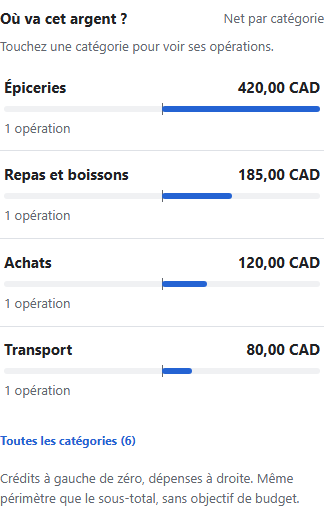 Où va cet argent ?
Net par catégorie
Touchez une catégorie pour voir ses opérations.
Épiceries
420,00 CAD
1 opération
Repas et boissons
185,00 CAD
1 opération
Achats
120,00 CAD
1 opération
Transport
80,00 CAD
1 opération
Toutes les catégories (6)
Crédits à gauche de zéro, dépenses à droite. Même
périmètre que le sous-total, sans objectif de budget.